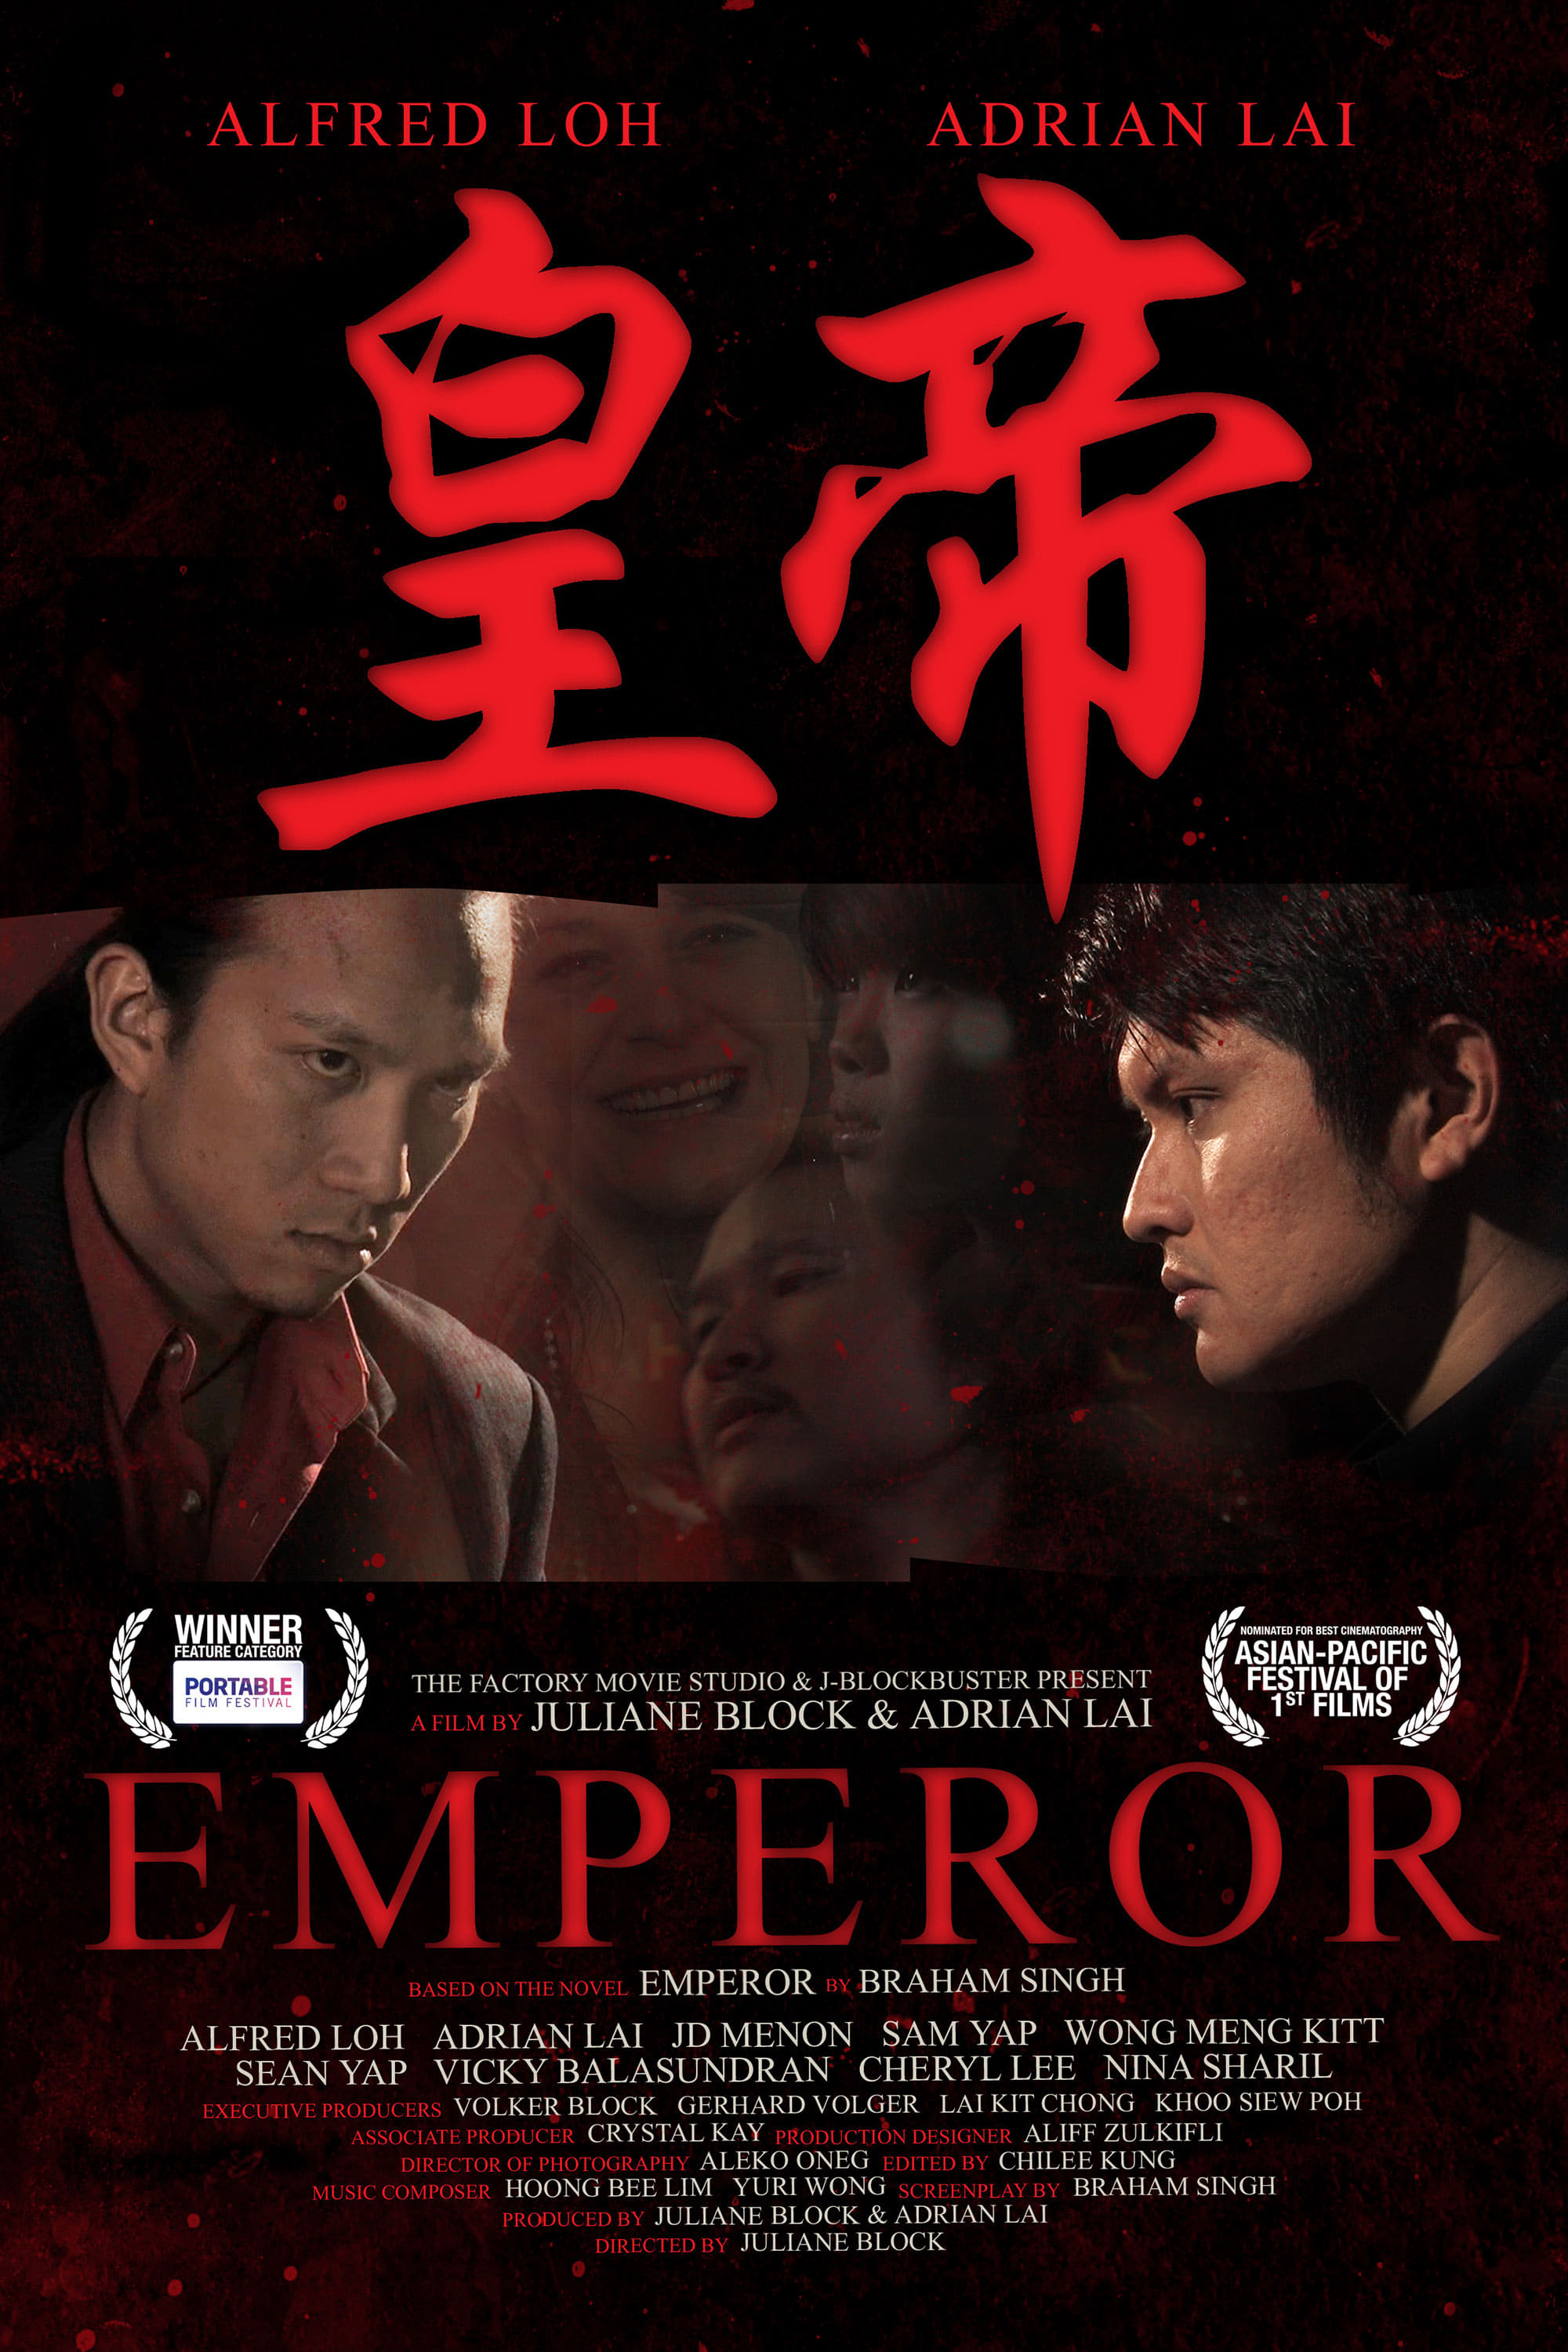 ALFRED LOH ADRIAN LAI
皇帝
WINNER
FEATURE CATEGORY
PORTABLE
FILM FESTIVAL
THE FACTORY MOVIE STUDIO & J-BLOCKBUSTER PRESENT
A FILM BY JULIANE BLOCK & ADRIAN LAI
NOMINATED FOR BEST CINEMATOGRAPHY
ASIAN-PACIFIC
FESTIVAL OF
1ST FILMS
EMPEROR
BASED ON THE NOVEL EMPEROR BY BRAHAM SINGH
ALFRED LOH ADRIAN LAI JD MENON SAM YAP WONG MENG KITT
SEAN YAP VICKY BALASUNDRAN CHERYL LEE NINA SHARIL
EXECUTIVE PRODUCERS VOLKER BLOCK GERHARD VOLGER LAI KIT CHONG KHOO SIEW POH
ASSOCIATE PRODUCER CRYSTAL KAY PRODUCTION DESIGNER ALIFF ZULKIFLI
DIRECTOR OF PHOTOGRAPHY ALEKO ONEG EDITED BY CHILEE KUNG
MUSIC COMPOSER HOONG BEE LIM YURI WONG SCREENPLAY BY BRAHAM SINGH
PRODUCED BY JULIANE BLOCK & ADRIAN LAI
DIRECTED BY JULIANE BLOCK